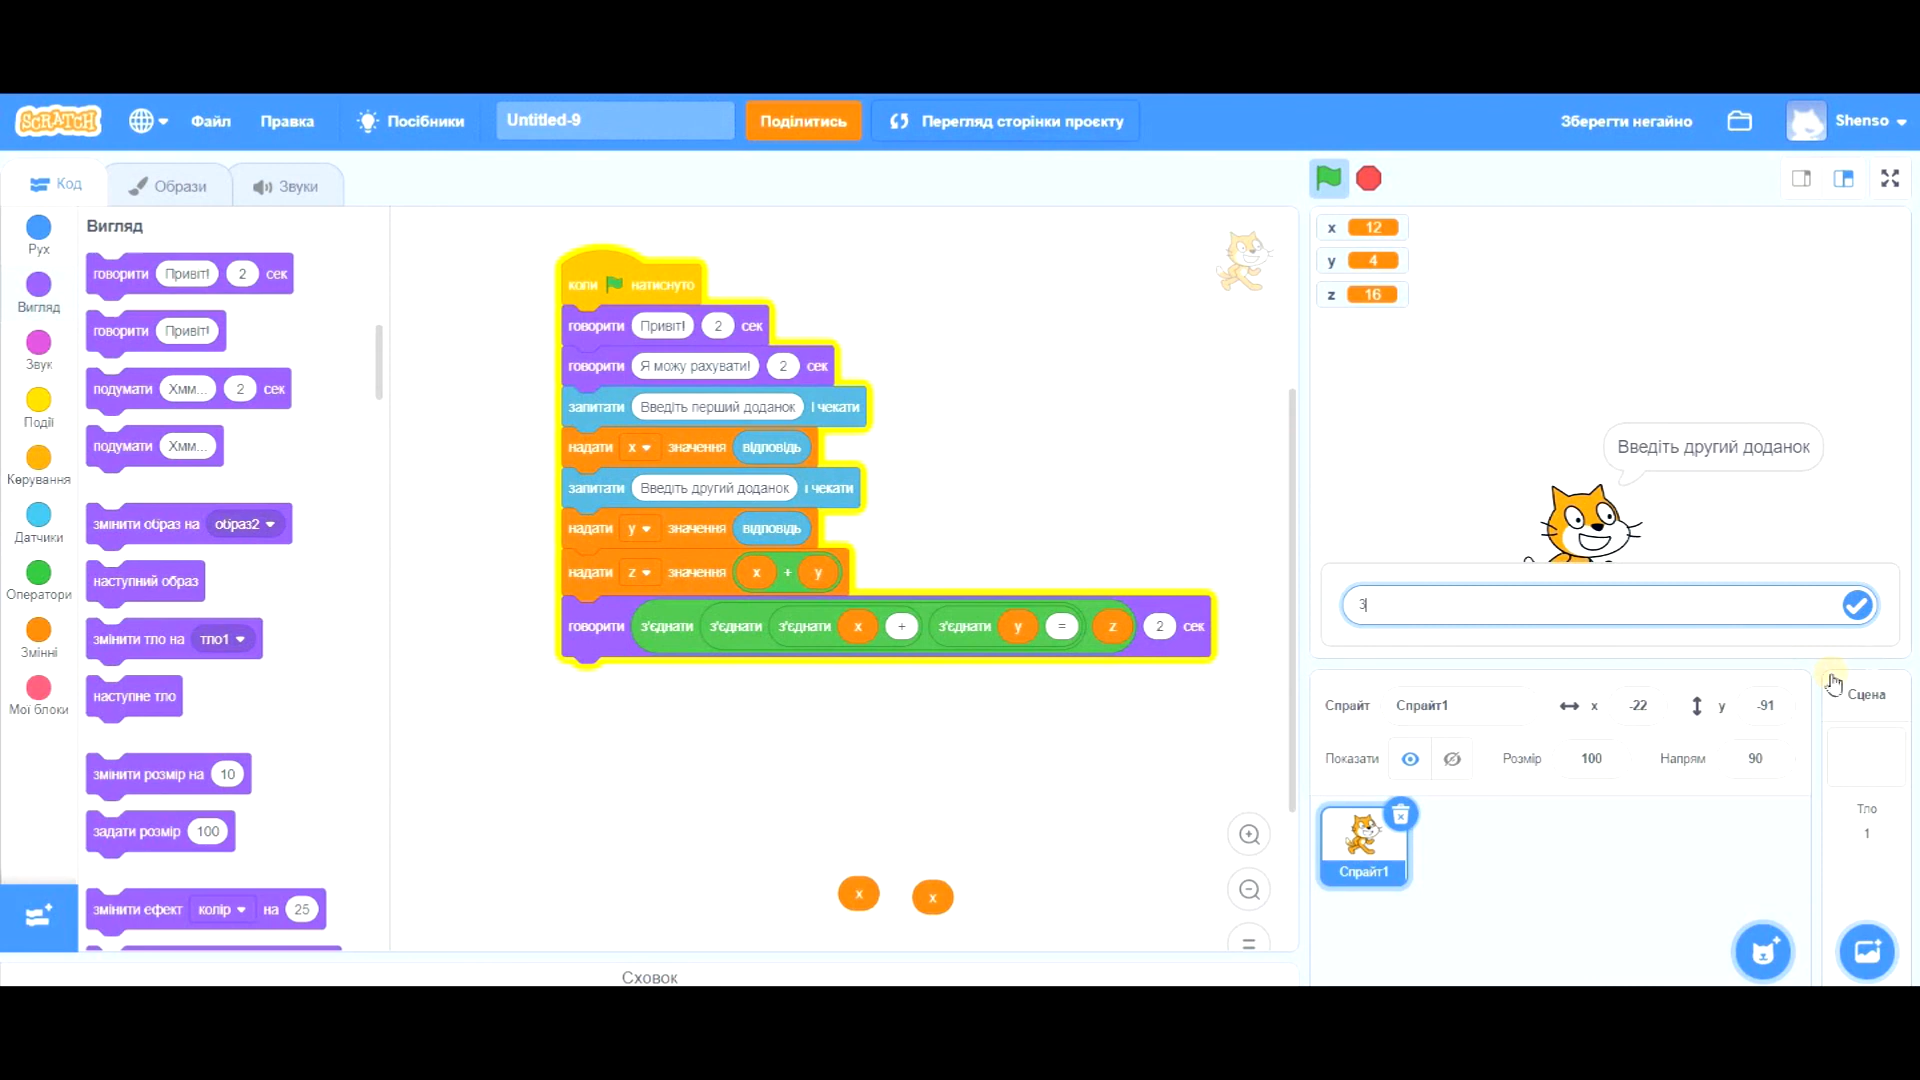 SCRATCH Файл Правка Посібники Untitled-9 Поділитись Перегляд сторінки проєкту Зберегти негайно Shenso
Код Образи Звуки
Рух
Вигляд
Звук
Події
Керування
Датчики
Оператори
Змінні
Мої блоки
Вигляд
говорити Привіт! 2 сек
говорити Привіт!
подумати Хмм... 2 сек
подумати Хмм...
змінити образ на образ2
наступний образ
змінити тло на тло1
наступне тло
змінити розмір на 10
задати розмір 100
змінити ефект колір на 25
коли натиснуто
говорити Привіт! 2 сек
говорити Я можу рахувати! 2 сек
запитати Введіть перший доданок і чекати
надати x значення відповідь
запитати Введіть другий доданок і чекати
надати y значення відповідь
надати z значення x + y
говорити з'єднати з'єднати з'єднати x + з'єднати y = z 2 сек
x x
Сховок
x 12
y 4
z 16
Введіть другий доданок
3
Спрайт Спрайт1 x -22 y -91
Показати Розмір 100 Напрям 90
Спрайт1
Сцена
Тло
1